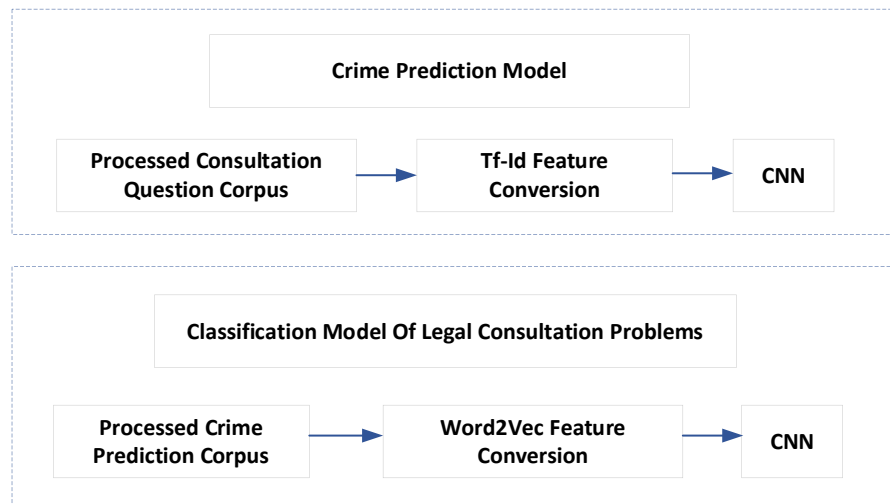 Crime Prediction Model
Processed Consultation
Question Corpus
Tf-Id Feature
Conversion
CNN
Classification Model Of Legal Consultation Problems
Processed Crime
Prediction Corpus
Word2Vec Feature
Conversion
CNN